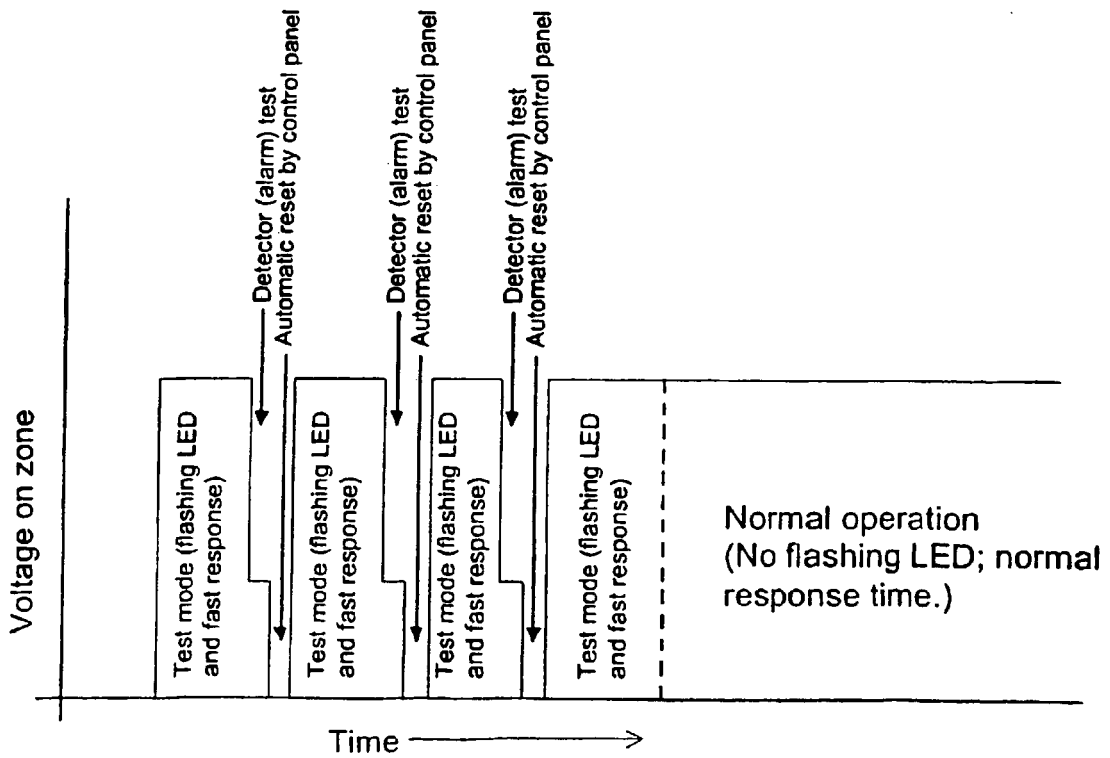 Detector (alarm) test
Automatic reset by control panel
Detector (alarm) test
Automatic reset by control panel
Detector (alarm) test
Automatic reset by control panel
Voltage on zone
Test mode (flashing LED
and fast response)
Test mode (flashing LED
and fast response)
Test mode (flashing LED
and fast response)
Test mode (flashing LED
and fast response)
Normal operation
(No flashing LED; normal
response time.)
Time